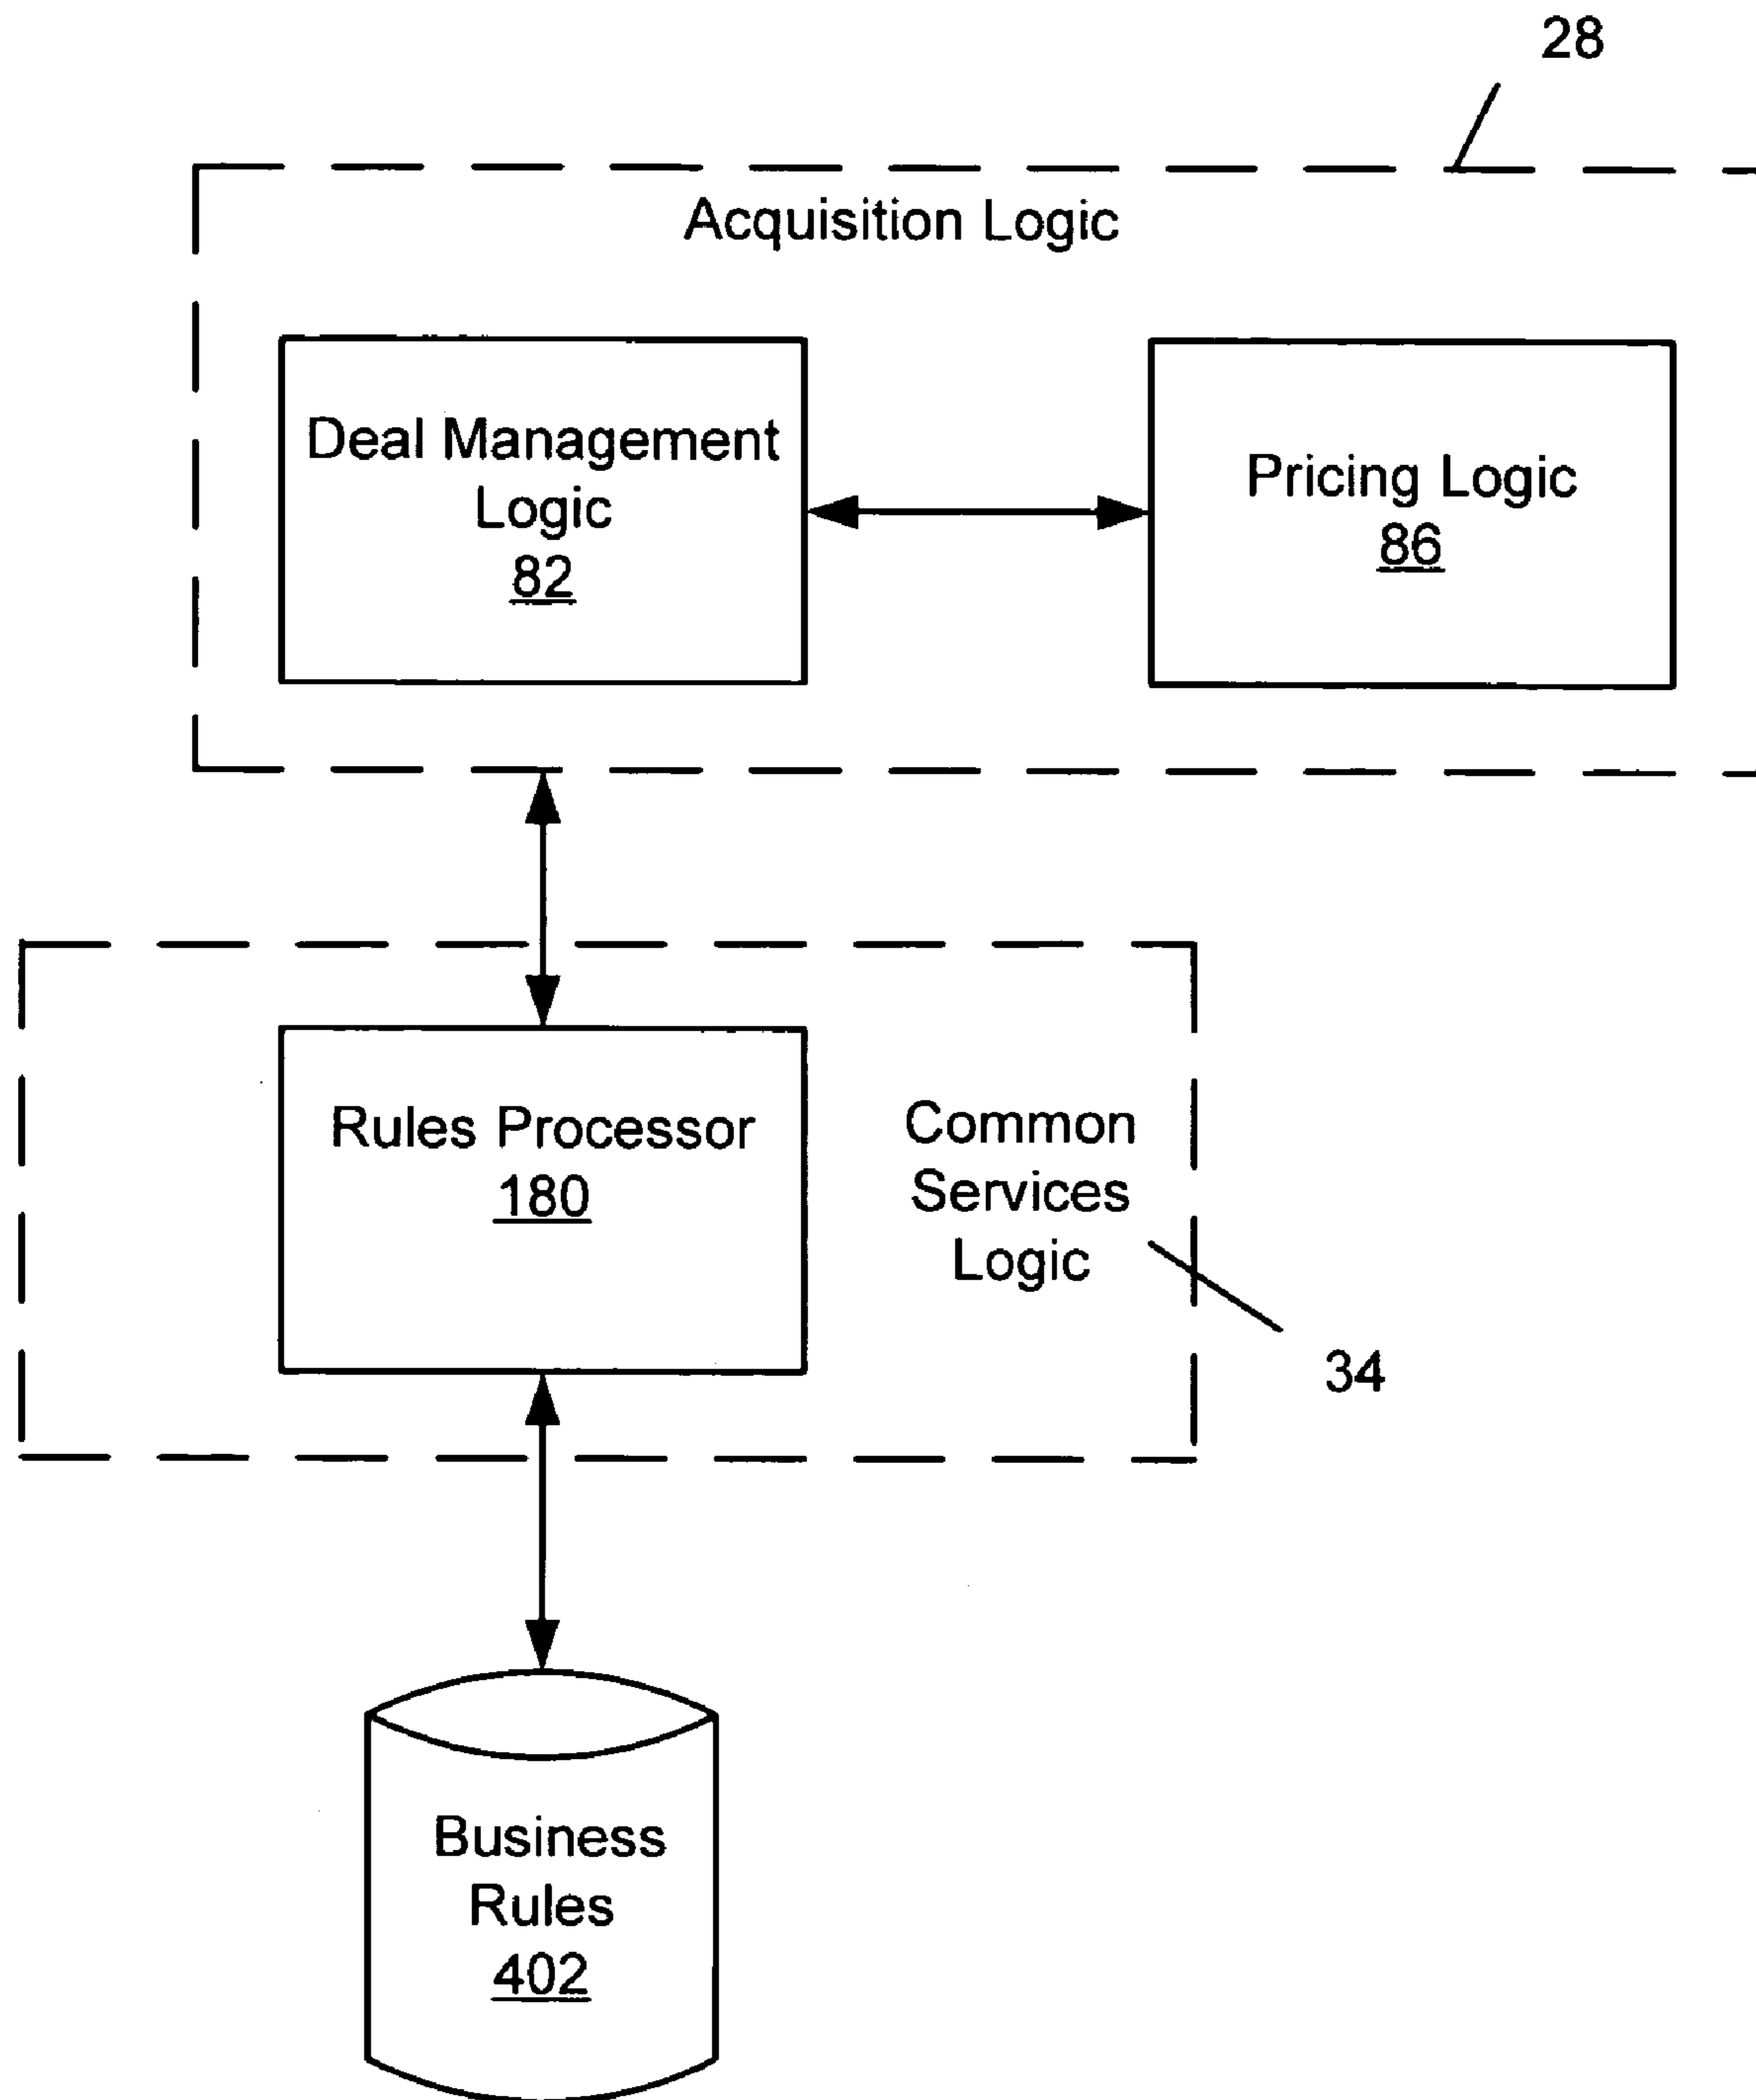 28
Acquisition Logic
Deal Management
Logic
82
Pricing Logic
86
Rules Processor
180
Common
Services
Logic
34
Business
Rules
402